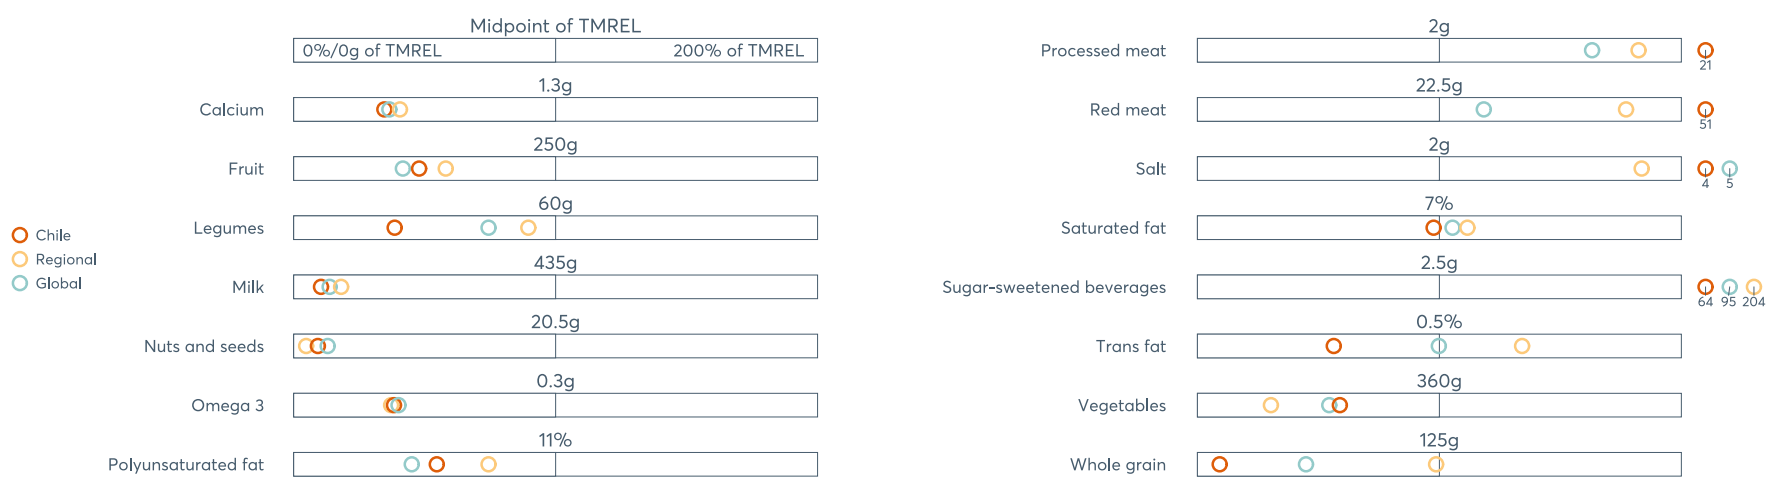 Midpoint of TMREL
0%/0g of TMREL 200% of TMREL
1.3g
Calcium
250g
Fruit
60g
Legumes
435g
Milk
20.5g
Nuts and seeds
0.3g
Omega 3
11%
Polyunsaturated fat
Chile
Regional
Global
2g
Processed meat
21
22.5g
Red meat
51
2g
Salt
4 5
7%
Saturated fat
2.5g
Sugar-sweetened beverages
64 95 204
0.5%
Trans fat
360g
Vegetables
125g
Whole grain